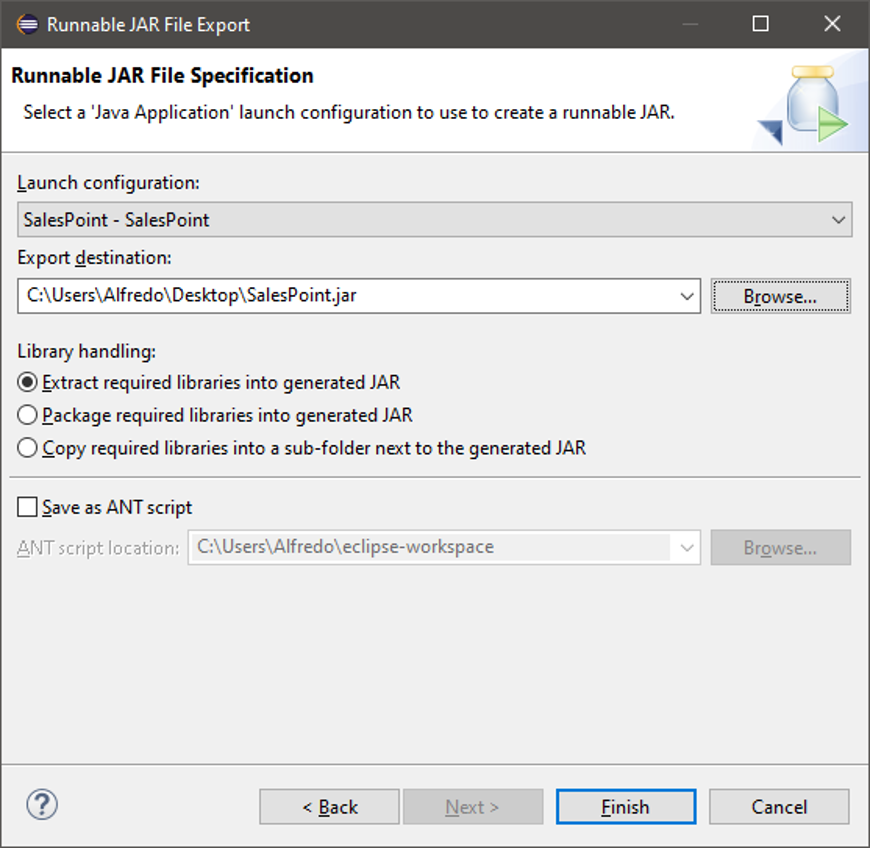 Runnable JAR File Export
Runnable JAR File Specification
Select a 'Java Application' launch configuration to use to create a runnable JAR.
Launch configuration:
SalesPoint - SalesPoint
Export destination:
C:\Users\Alfredo\Desktop\SalesPoint.jar
Browse...
Library handling:
Extract required libraries into generated JAR
Package required libraries into generated JAR
Copy required libraries into a sub-folder next to the generated JAR
Save as ANT script
ANT script location:
C:\Users\Alfredo\eclipse-workspace
Browse...
?
< Back
Next >
Finish
Cancel